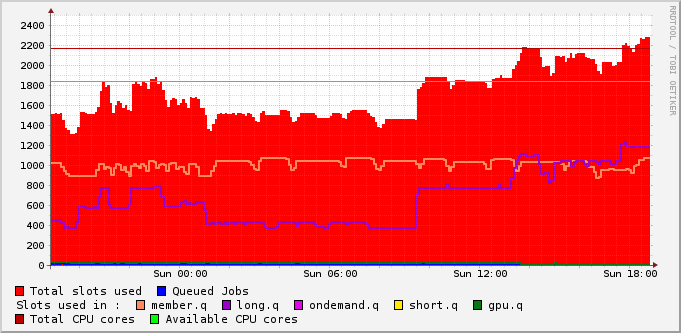 2400
2200
2000
1800
1600
1400
1200
1000
800
600
400
200
0
Sun 00:00 Sun 06:00 Sun 12:00 Sun 18:00
Total slots used Queued Jobs
Slots used in : member.q long.q ondemand.q short.q gpu.q
Total CPU cores Available CPU cores
RRDTOOL / TOBI OETIKER